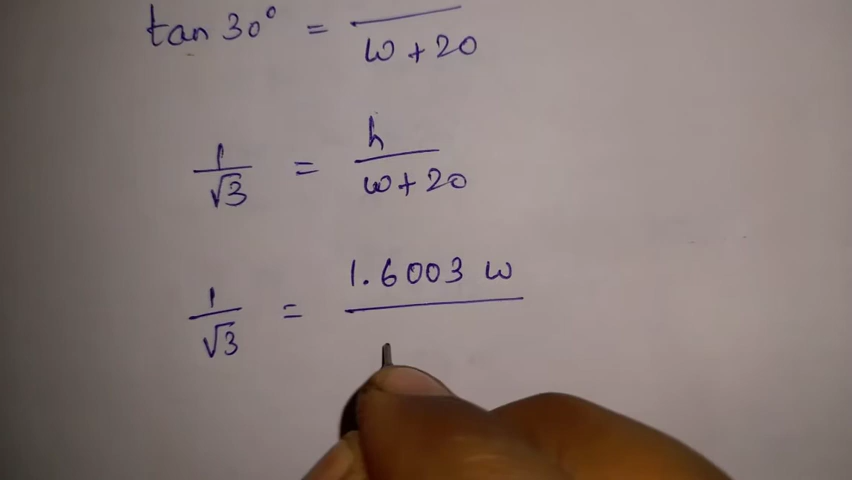 tan 30° = ― / w + 20
1/√3 = h / w + 20
1/√3 = 1.6003 w /